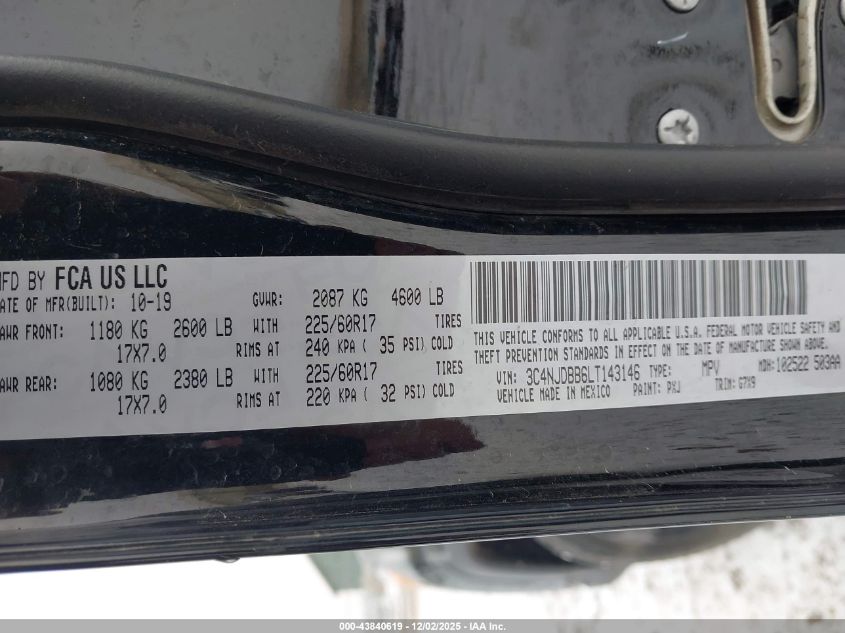 MFD BY FCA US LLC
DATE OF MFR(BUILT): 10-19 GVWR: 2087 KG 4600 LB
AWR FRONT: 1180 KG 2600 LB WITH 225/60R17 TIRES
17X7.0 RIMS AT 240 KPA ( 35 PSI) COLD
AWR REAR: 1080 KG 2380 LB WITH 225/60R17 TIRES
17X7.0 RIMS AT 220 KPA ( 32 PSI) COLD
THIS VEHICLE CONFORMS TO ALL APPLICABLE U.S.A. FEDERAL MOTOR VEHICLE SAFETY AND
THEFT PREVENTION STANDARDS IN EFFECT ON THE DATE OF MANUFACTURE SHOWN ABOVE.
VIN: 3C4NJDBB6LT143146 TYPE: MPV MDH: 102522 503AA
VEHICLE MADE IN MEXICO PAINT: PXJ TRIM: G7X9
000-43840619 - 12/02/2025 - IAA Inc.